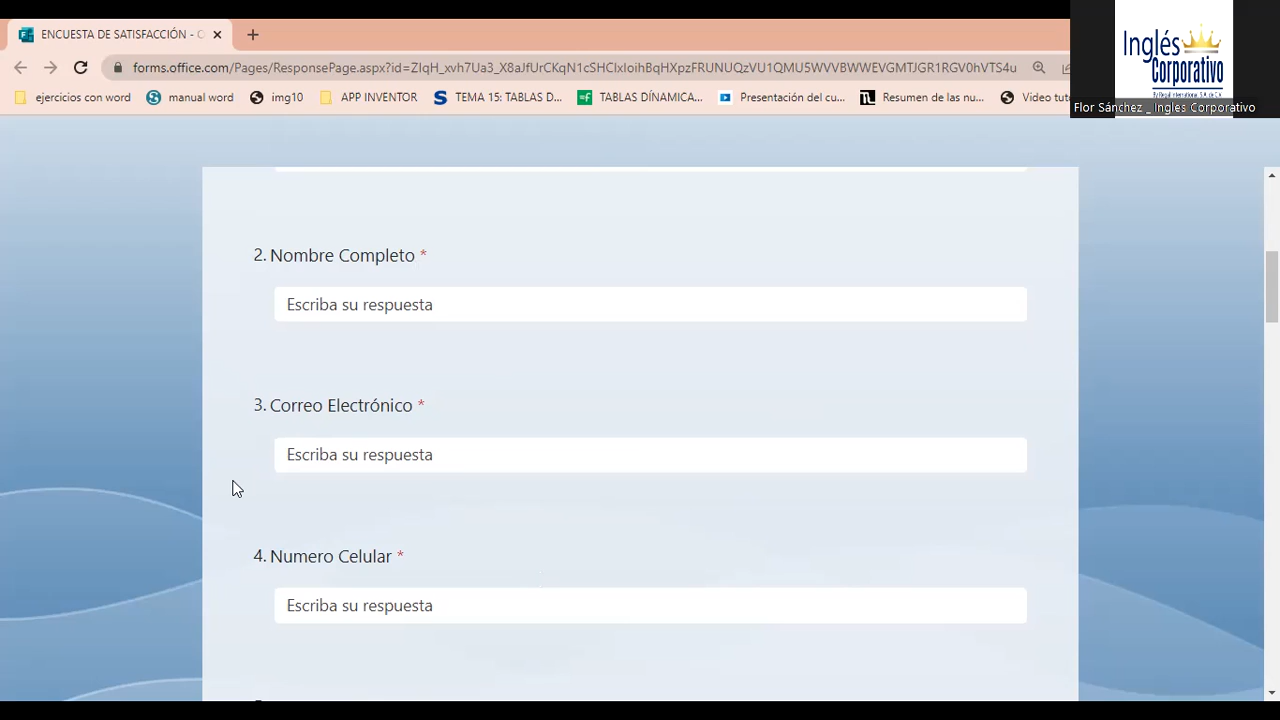 ENCUESTA DE SATISFACCIÓN - C
forms.office.com/Pages/ResponsePage.aspx?id=ZIqH_xvh7Ua3_XlaJfUrCKqN1cSHCIxIoihBqHXpzFRUNUQzVU1QMU5WVVBWWEVGMTJGR1RGV0hVTS4u
ejercicios con word manual word img10 APP INVENTOR TEMA 15: TABLAS D... TABLAS DÍNAMICA... Presentación del cu... Resumen de las nu... Video tuto
Inglés
Corporativo
Flor Sánchez _ Ingles Corporativo
2. Nombre Completo *
Escriba su respuesta
3. Correo Electrónico *
Escriba su respuesta
4. Numero Celular *
Escriba su respuesta